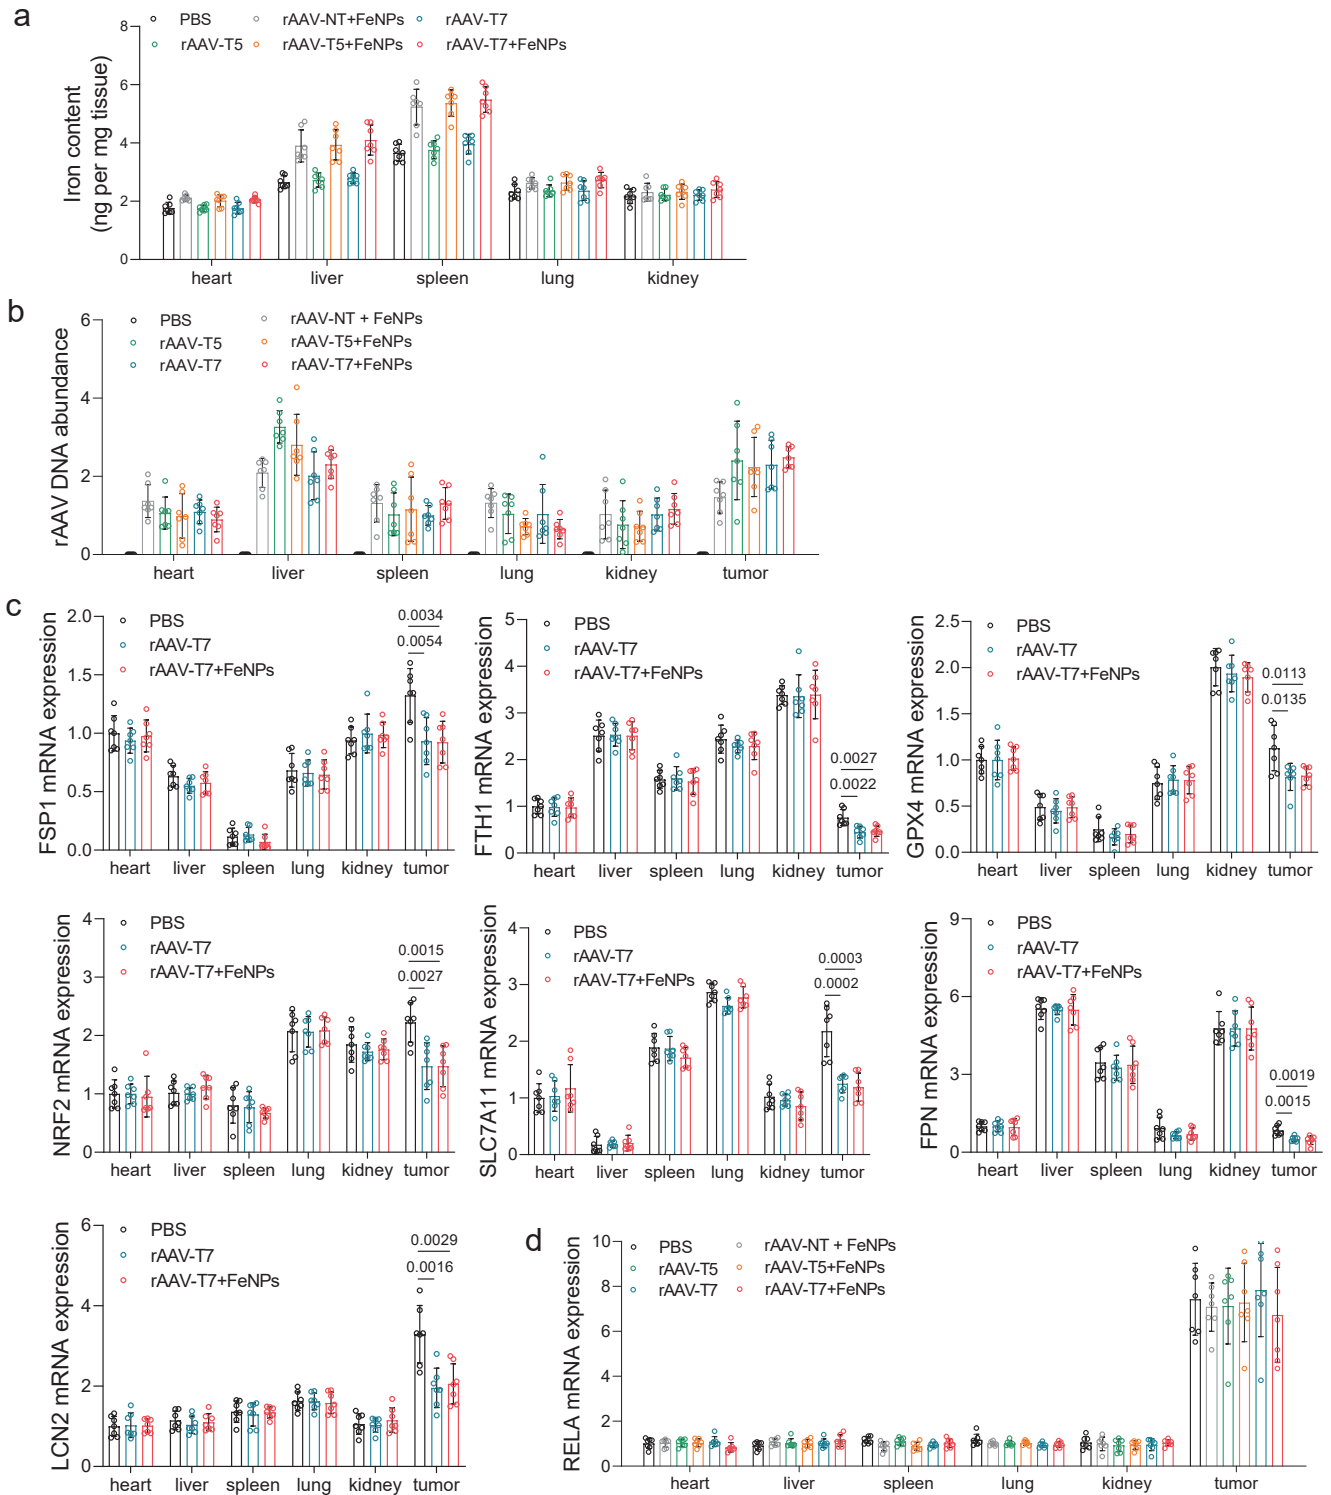 a
PBS rAAV-NT+FeNPs rAAV-T7
rAAV-T5 rAAV-T5+FeNPs rAAV-T7+FeNPs
Iron content
(ng per mg tissue)
8
6
4
2
0
heart liver spleen lung kidney
b
PBS rAAV-NT + FeNPs
rAAV-T5 rAAV-T5+FeNPs
rAAV-T7 rAAV-T7+FeNPs
rAAV DNA abundance
6
4
2
0
heart liver spleen lung kidney tumor
c
FSP1 mRNA expression
2.0
1.5
1.0
0.5
0.0
PBS
rAAV-T7
rAAV-T7+FeNPs
0.0034
0.0054
heart liver spleen lung kidney tumor
FTH1 mRNA expression
5
4
3
2
1
0
PBS
rAAV-T7
rAAV-T7+FeNPs
0.0027
0.0022
heart liver spleen lung kidney tumor
GPX4 mRNA expression
2.5
2.0
1.5
1.0
0.5
0.0
PBS
rAAV-T7
rAAV-T7+FeNPs
0.0113
0.0135
heart liver spleen lung kidney tumor
NRF2 mRNA expression
4
3
2
1
0
PBS
rAAV-T7
rAAV-T7+FeNPs
0.0015
0.0027
heart liver spleen lung kidney tumor
SLC7A11 mRNA expression
4
3
2
1
0
PBS
rAAV-T7
rAAV-T7+FeNPs
0.0003
0.0002
heart liver spleen lung kidney tumor
FPN mRNA expression
9
6
3
0
PBS
rAAV-T7
rAAV-T7+FeNPs
0.0019
0.0015
heart liver spleen lung kidney tumor
LCN2 mRNA expression
6
4
2
0
PBS
rAAV-T7
rAAV-T7+FeNPs
0.0029
0.0016
heart liver spleen lung kidney tumor
d
RELA mRNA expression
10
8
6
4
2
0
PBS rAAV-NT + FeNPs
rAAV-T5 rAAV-T5+FeNPs
rAAV-T7 rAAV-T7+FeNPs
heart liver spleen lung kidney tumor